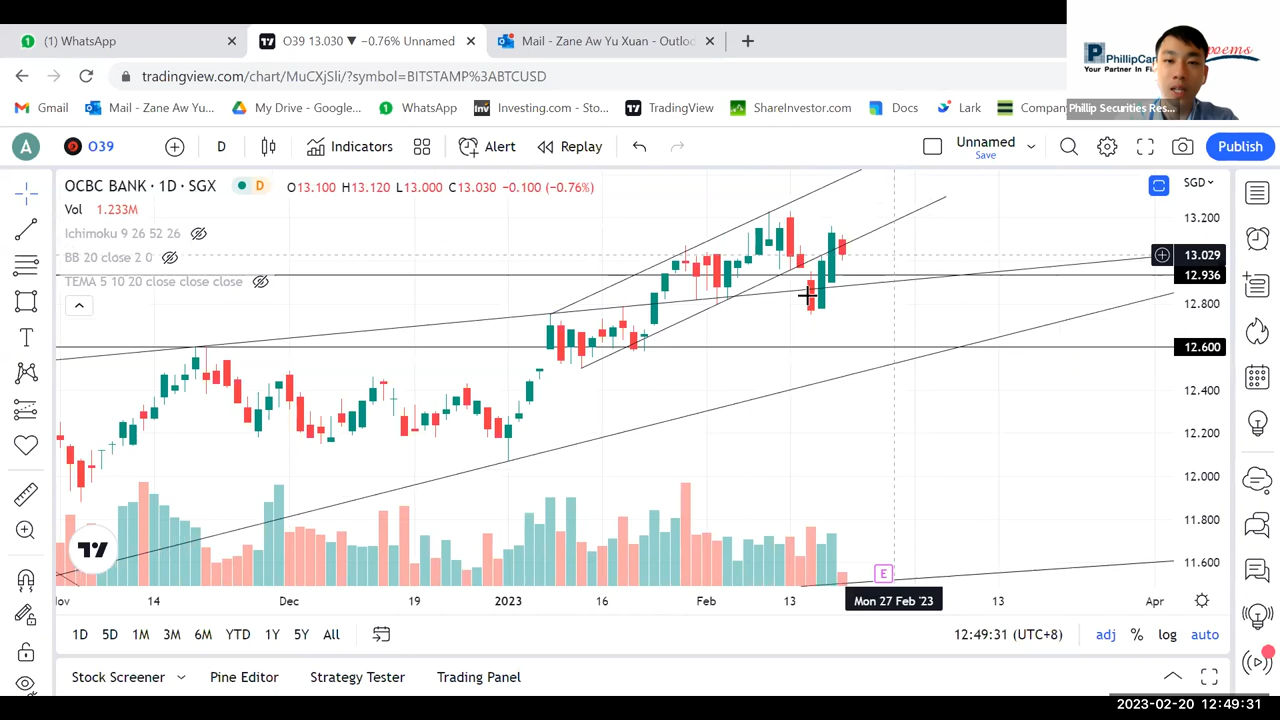 (1) WhatsApp
O39 13.030 ▼ −0.76% Unnamed
Mail - Zane Aw Yu Xuan - Outloo
tradingview.com/chart/MuCXjSli/?symbol=BITSTAMP%3ABTCUSD
PhillipCap
poems
Your Partner In Fi
Phillip Securities Res...
Gmail
Mail - Zane Aw Yu...
My Drive - Google...
WhatsApp
Investing.com - Sto...
TradingView
ShareInvestor.com
Docs
Lark
A
O39
D
Indicators
Alert
Replay
Unnamed
Save
Publish
OCBC BANK · 1D · SGX
D
O13.100 H13.120 L13.000 C13.030 −0.100 (−0.76%)
SGD
Vol 1.233M
Ichimoku 9 26 52 26
BB 20 close 2 0
TEMA 5 10 20 close close close
13.200
13.029
12.936
12.800
12.600
12.400
12.200
12.000
11.800
11.600
E
14
Dec
19
2023
16
Feb
13
Mon 27 Feb '23
13
Apr
1D 5D 1M 3M 6M YTD 1Y 5Y All
12:49:31 (UTC+8)
adj % log auto
Stock Screener
Pine Editor
Strategy Tester
Trading Panel
2023-02-20 12:49:31